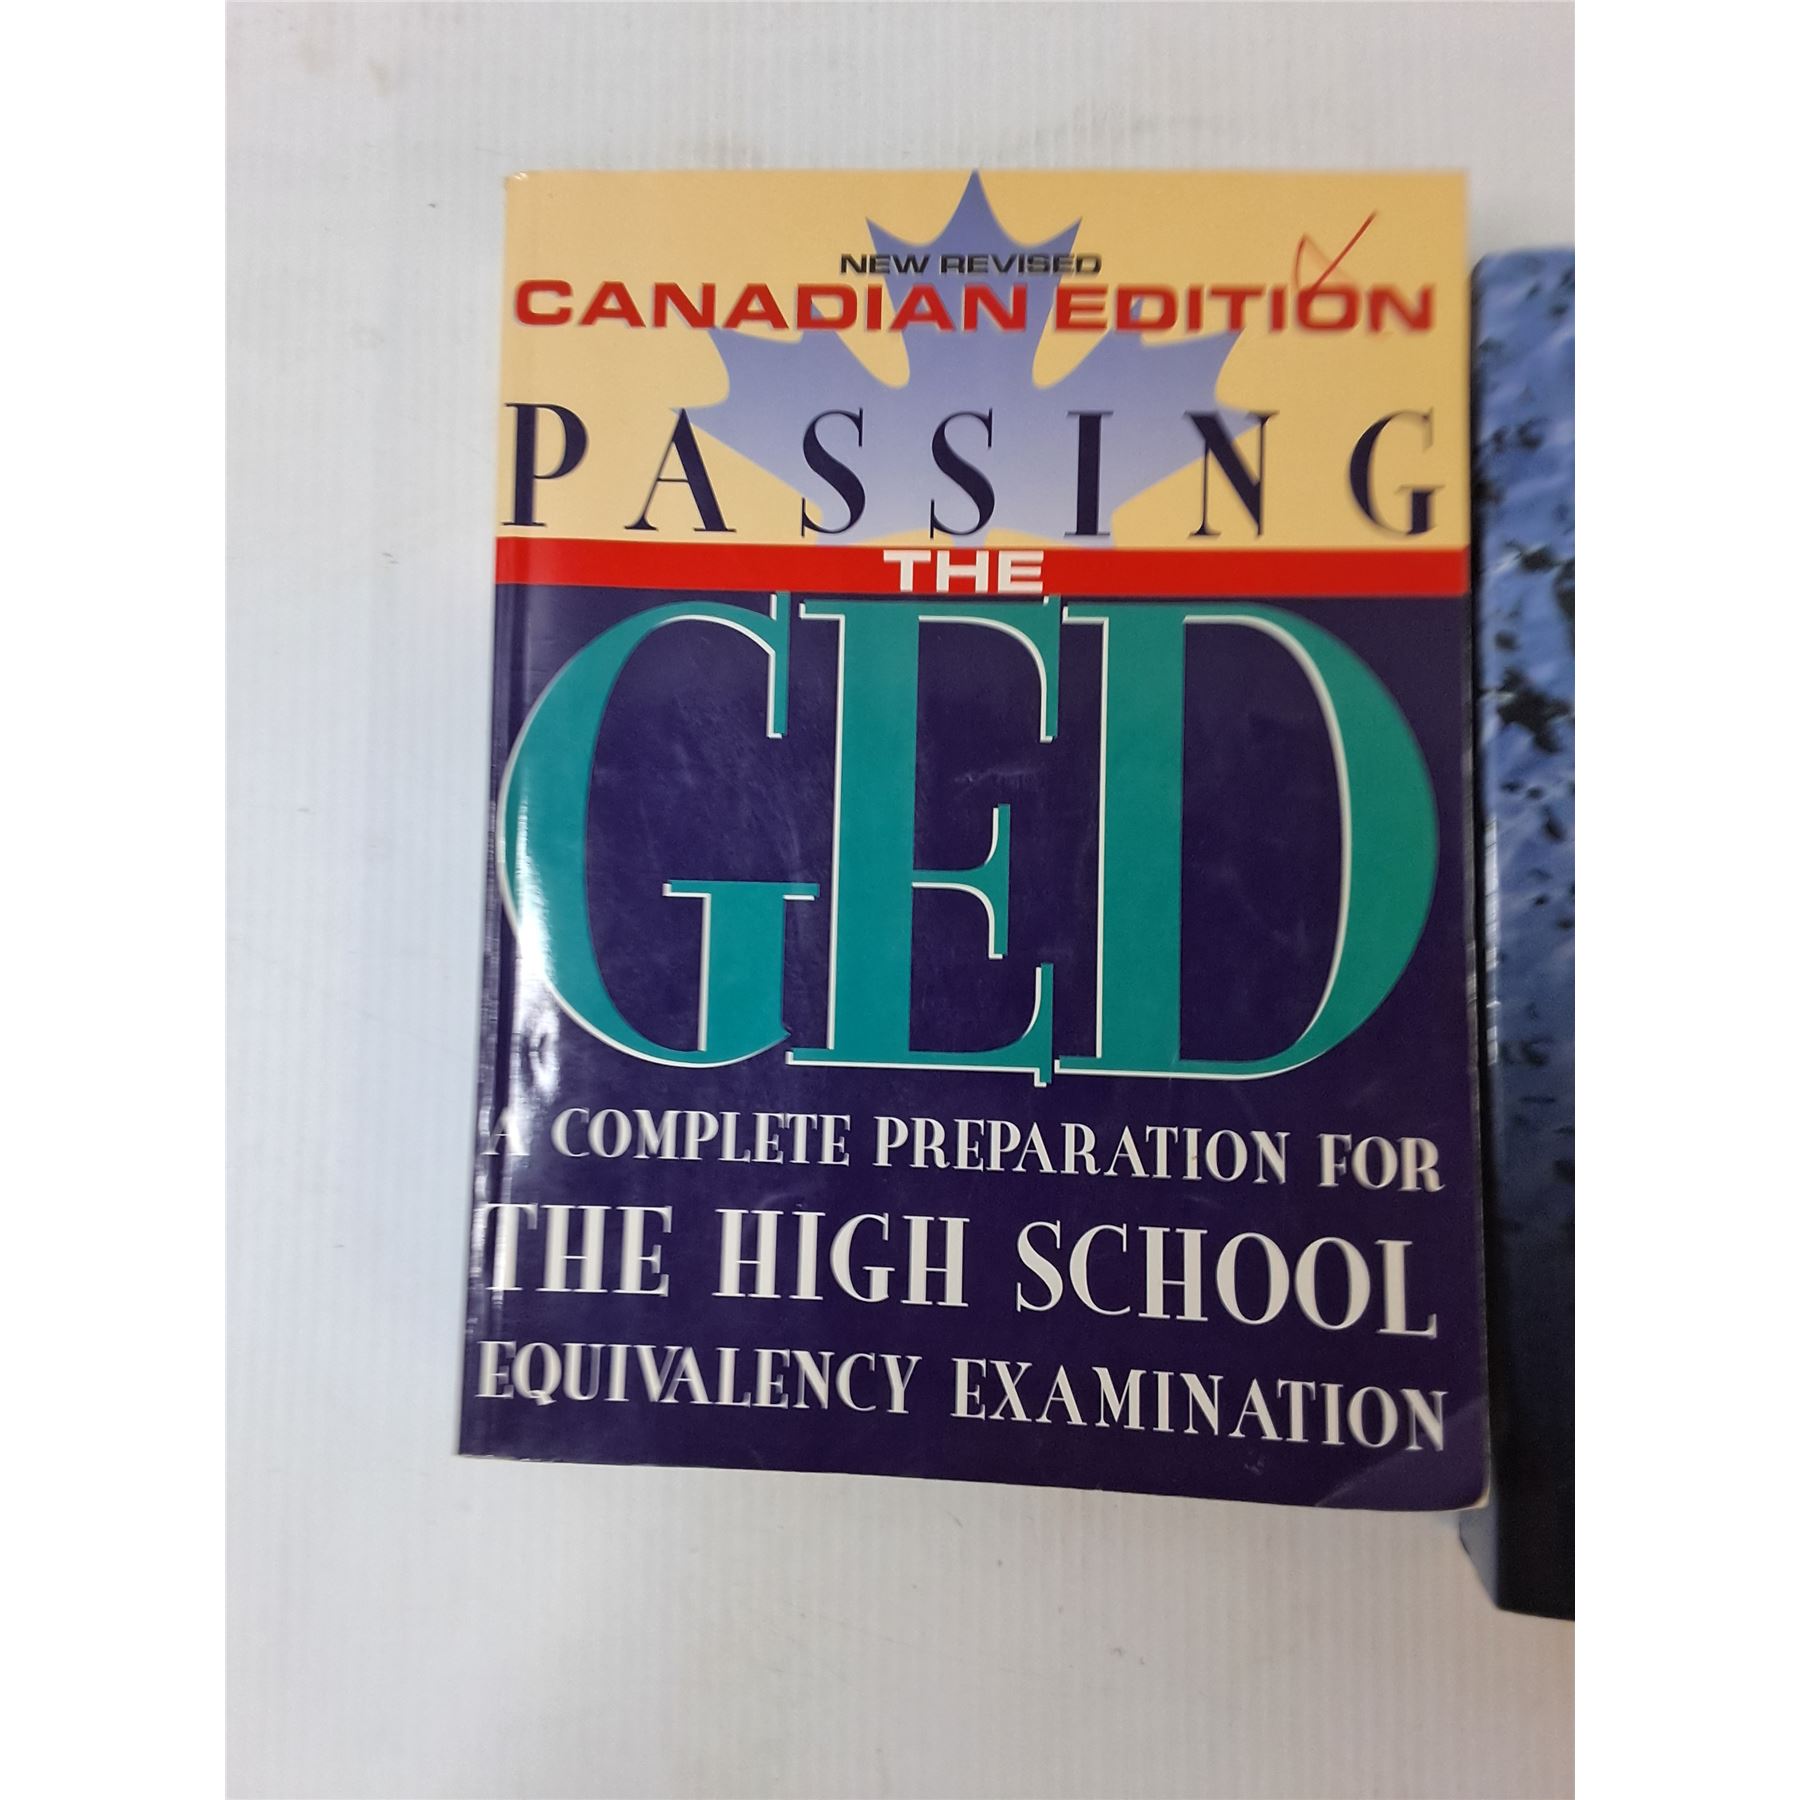 NEW REVISED
CANADIAN EDITION
PASSING
THE
GED
A COMPLETE PREPARATION FOR
THE HIGH SCHOOL
EQUIVALENCY EXAMINATION